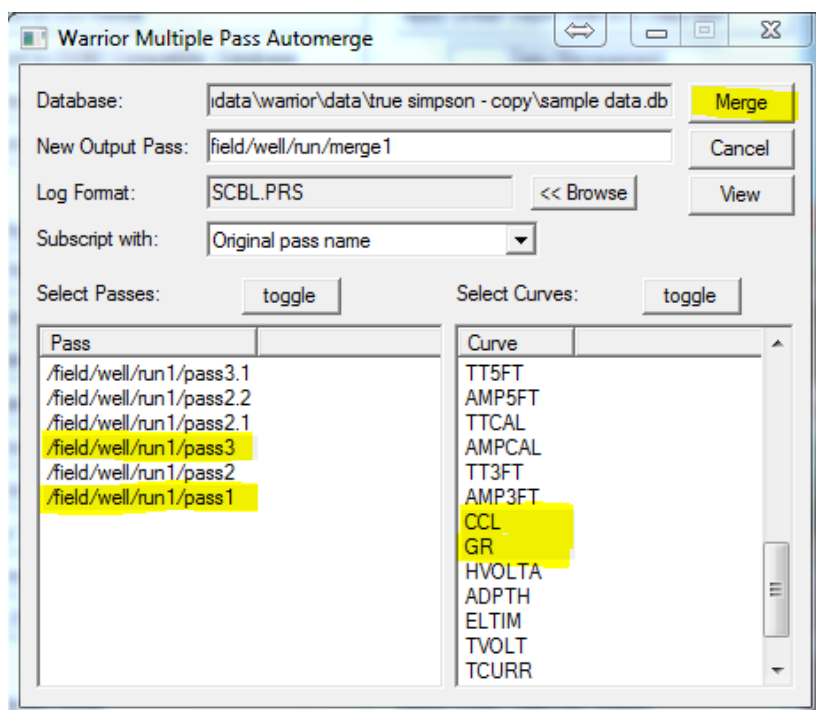 Warrior Multiple Pass Automerge
Database: ıdata\warrior\data\true simpson - copy\sample data.db Merge
New Output Pass: field/well/run/merge1 Cancel
Log Format: SCBL.PRS << Browse View
Subscript with: Original pass name
Select Passes: toggle Select Curves: toggle
Pass Curve
/field/well/run1/pass3.1 TT5FT
/field/well/run1/pass2.2 AMP5FT
/field/well/run1/pass2.1 TTCAL
/field/well/run1/pass3 AMPCAL
/field/well/run1/pass2 TT3FT
/field/well/run1/pass1 AMP3FT
CCL
GR
HVOLTA
ADPTH
ELTIM
TVOLT
TCURR